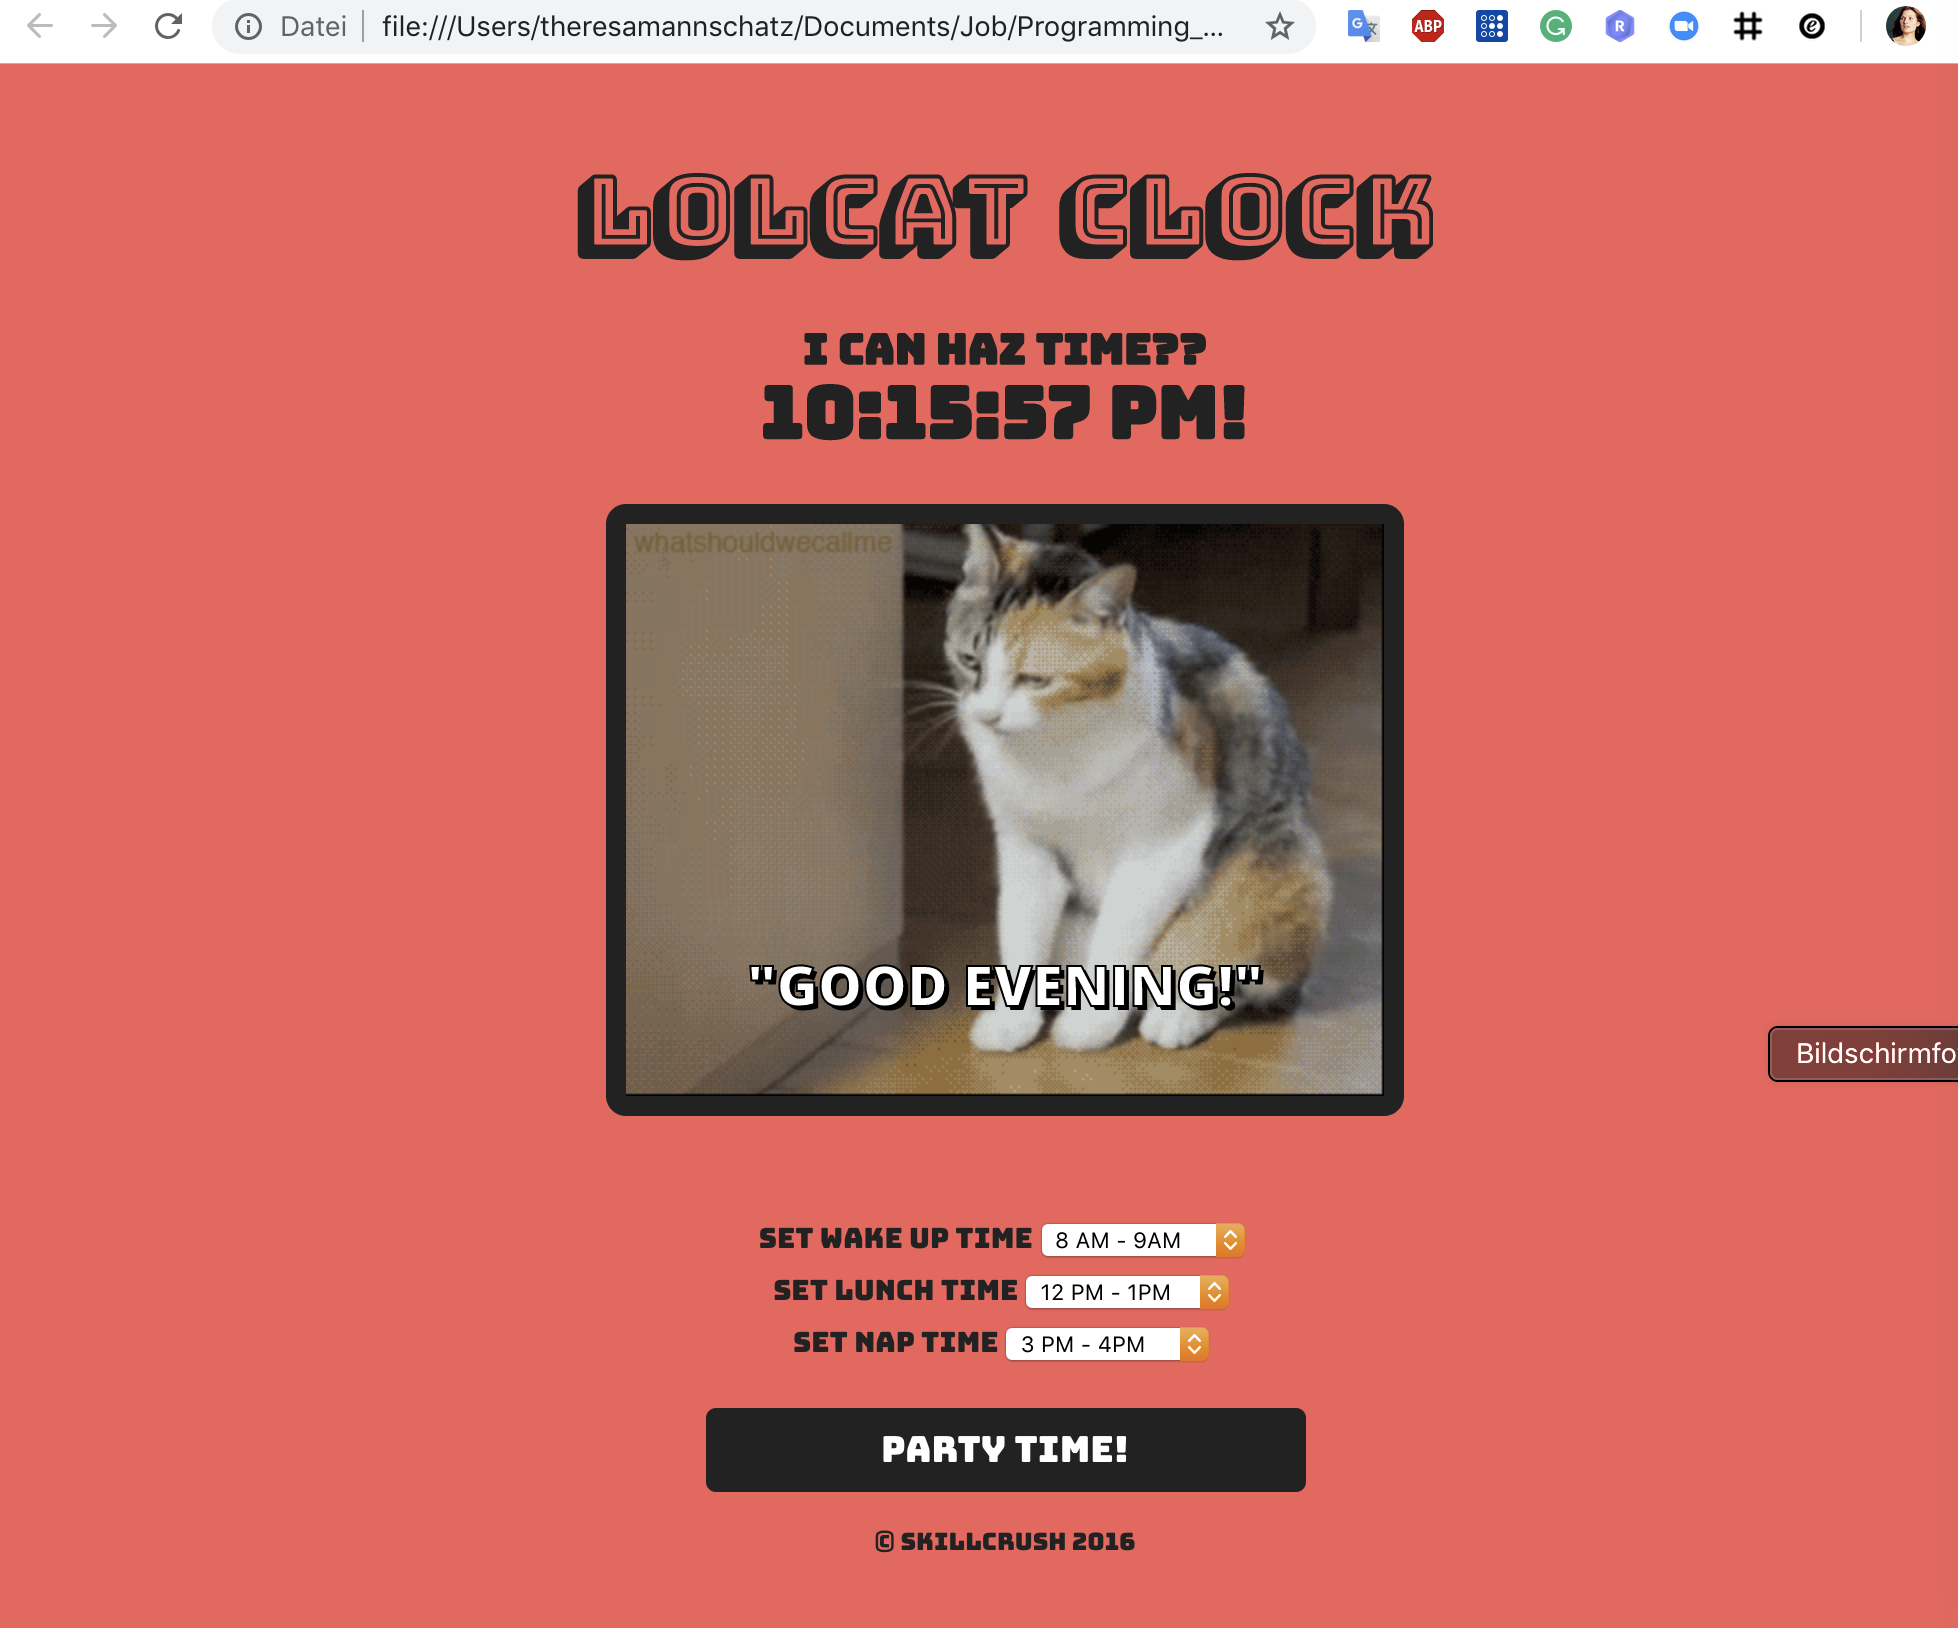 Datei
file:///Users/theresamannschatz/Documents/Job/Programming_...
ABP
LOLCAT CLOCK
I CAN HAZ TIME??
10:15:57 PM!
whatshouldwecallme
"GOOD EVENING!"
Bildschirmfo
SET WAKE UP TIME 8 AM - 9AM
SET LUNCH TIME 12 PM - 1PM
SET NAP TIME 3 PM - 4PM
PARTY TIME!
© SKILLCRUSH 2016